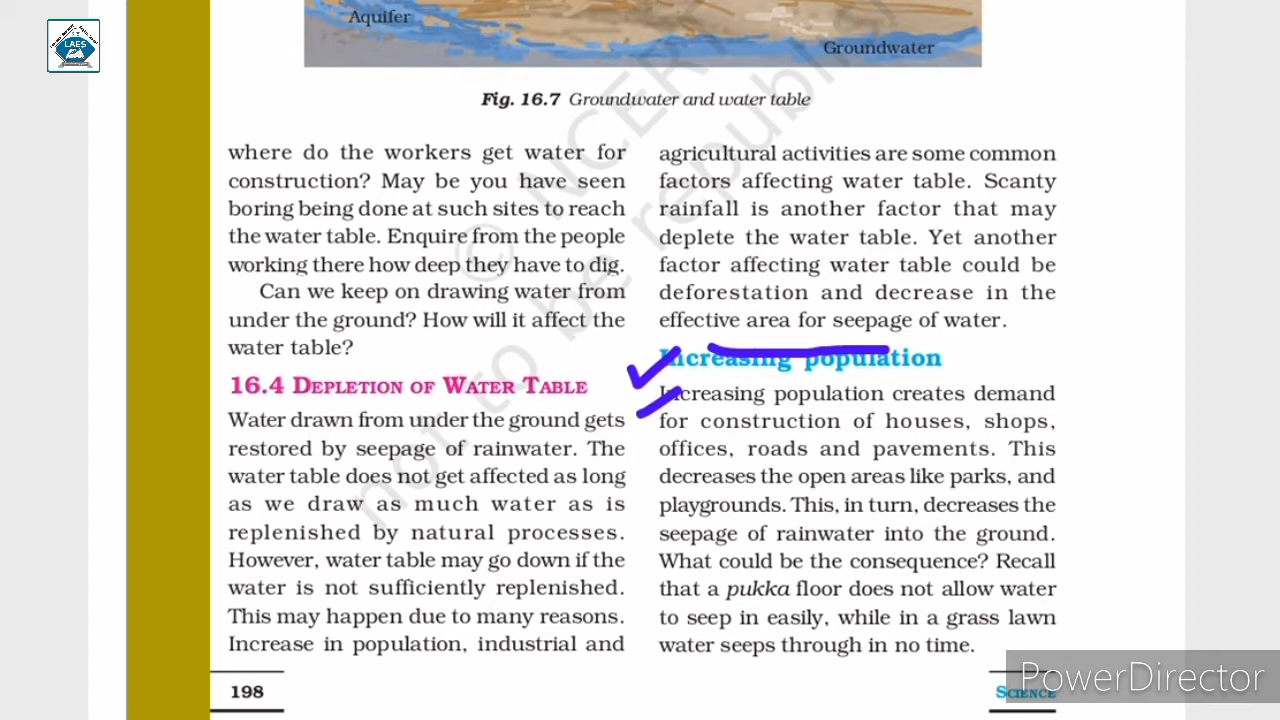 LAES
Aquifer
Groundwater
Fig. 16.7 Groundwater and water table
where do the workers get water for
construction? May be you have seen
boring being done at such sites to reach
the water table. Enquire from the people
working there how deep they have to dig.
Can we keep on drawing water from
under the ground? How will it affect the
water table?
16.4 DEPLETION OF WATER TABLE
Water drawn from under the ground gets
restored by seepage of rainwater. The
water table does not get affected as long
as we draw as much water as is
replenished by natural processes.
However, water table may go down if the
water is not sufficiently replenished.
This may happen due to many reasons.
Increase in population, industrial and
agricultural activities are some common
factors affecting water table. Scanty
rainfall is another factor that may
deplete the water table. Yet another
factor affecting water table could be
deforestation and decrease in the
effective area for seepage of water.
Increasing population
Increasing population creates demand
for construction of houses, shops,
offices, roads and pavements. This
decreases the open areas like parks, and
playgrounds. This, in turn, decreases the
seepage of rainwater into the ground.
What could be the consequence? Recall
that a pukka floor does not allow water
to seep in easily, while in a grass lawn
water seeps through in no time.
© NCERT
not to be republi
198
SCIENCE
PowerDirector